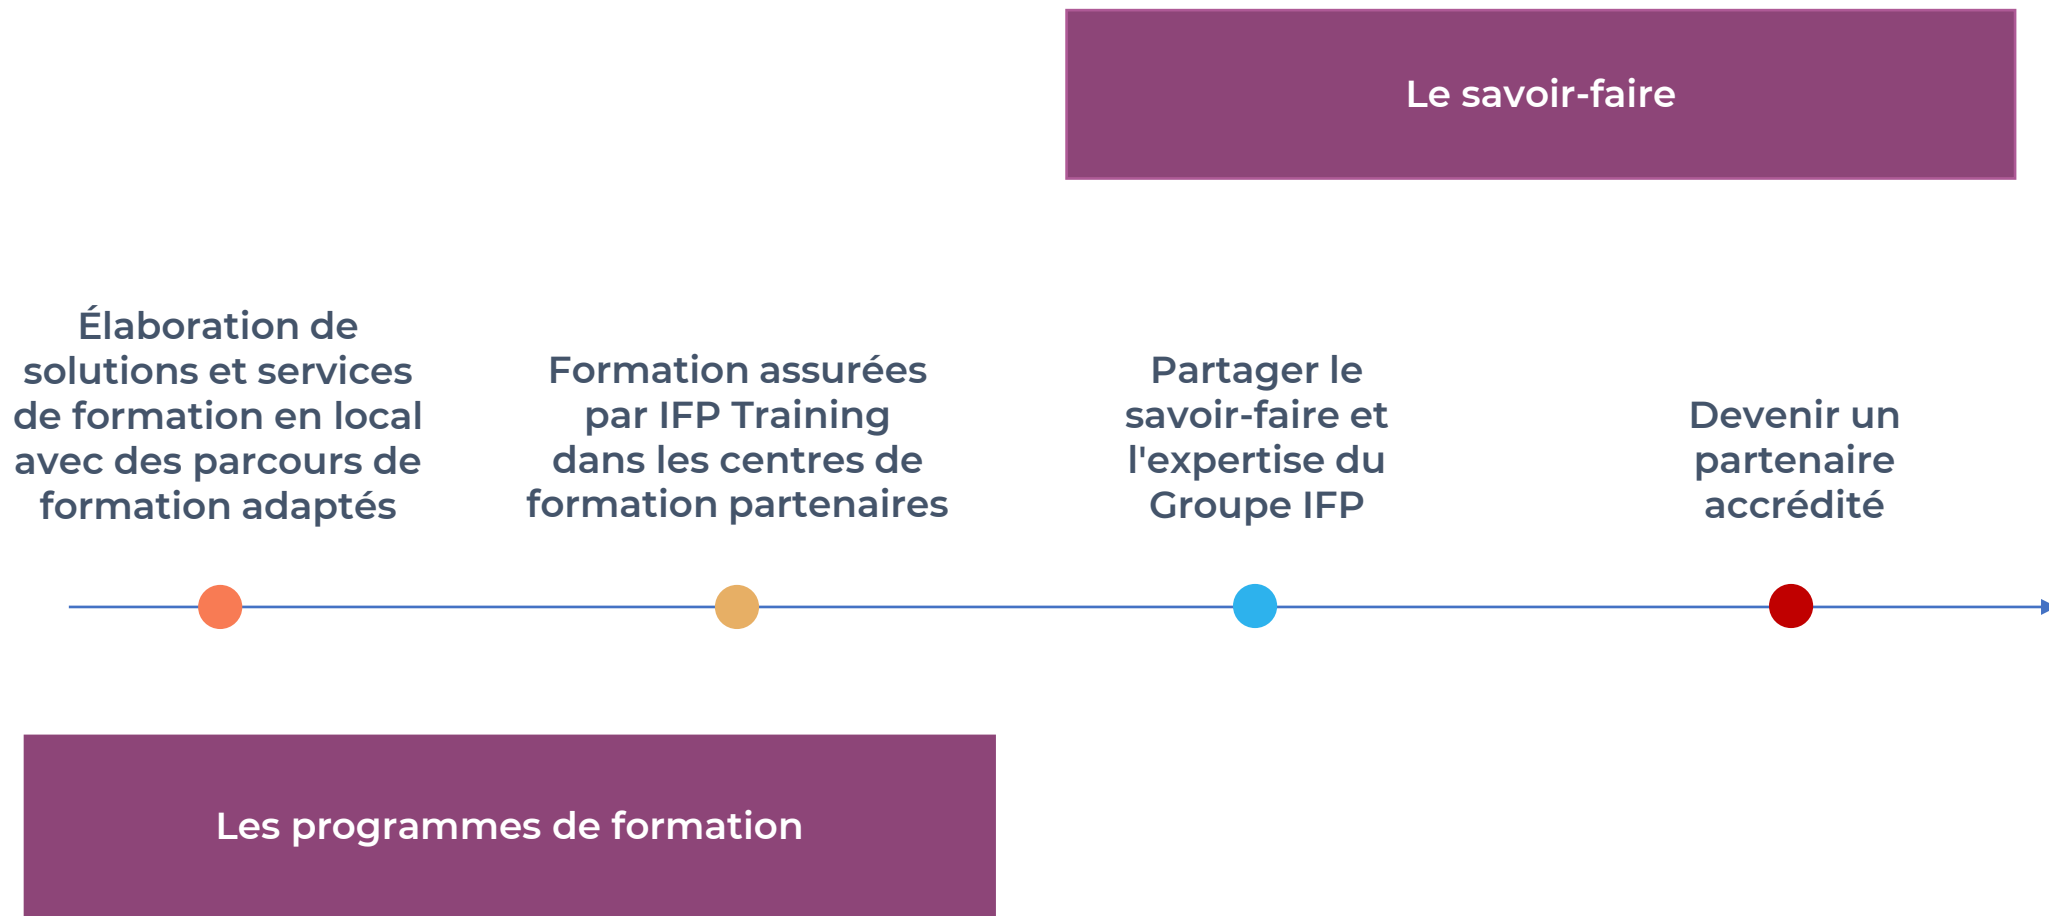 Le savoir-faire
Élaboration de
solutions et services
de formation en local
avec des parcours de
formation adaptés
Formation assurées
par IFP Training
dans les centres de
formation partenaires
Partager le
savoir-faire et
l'expertise du
Groupe IFP
Devenir un
partenaire
accrédité
Les programmes de formation